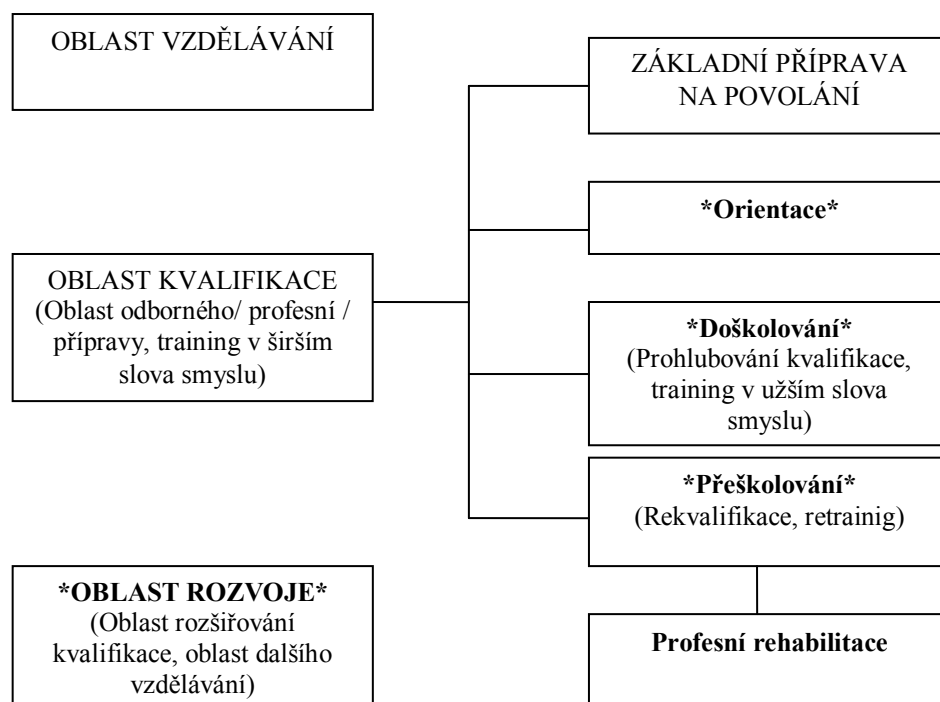 OBLAST VZDĚLÁVÁNÍ
ZÁKLADNÍ PŘÍPRAVA
NA POVOLÁNÍ
*Orientace*
OBLAST KVALIFIKACE
(Oblast odborného/ profesní /
přípravy, training v širším
slova smyslu)
*Doškolování*
(Prohlubování kvalifikace,
training v užším slova
smyslu)
*Přeškolování*
(Rekvalifikace, retrainig)
*OBLAST ROZVOJE*
(Oblast rozšiřování
kvalifikace, oblast dalšího
vzdělávání)
Profesní rehabilitace